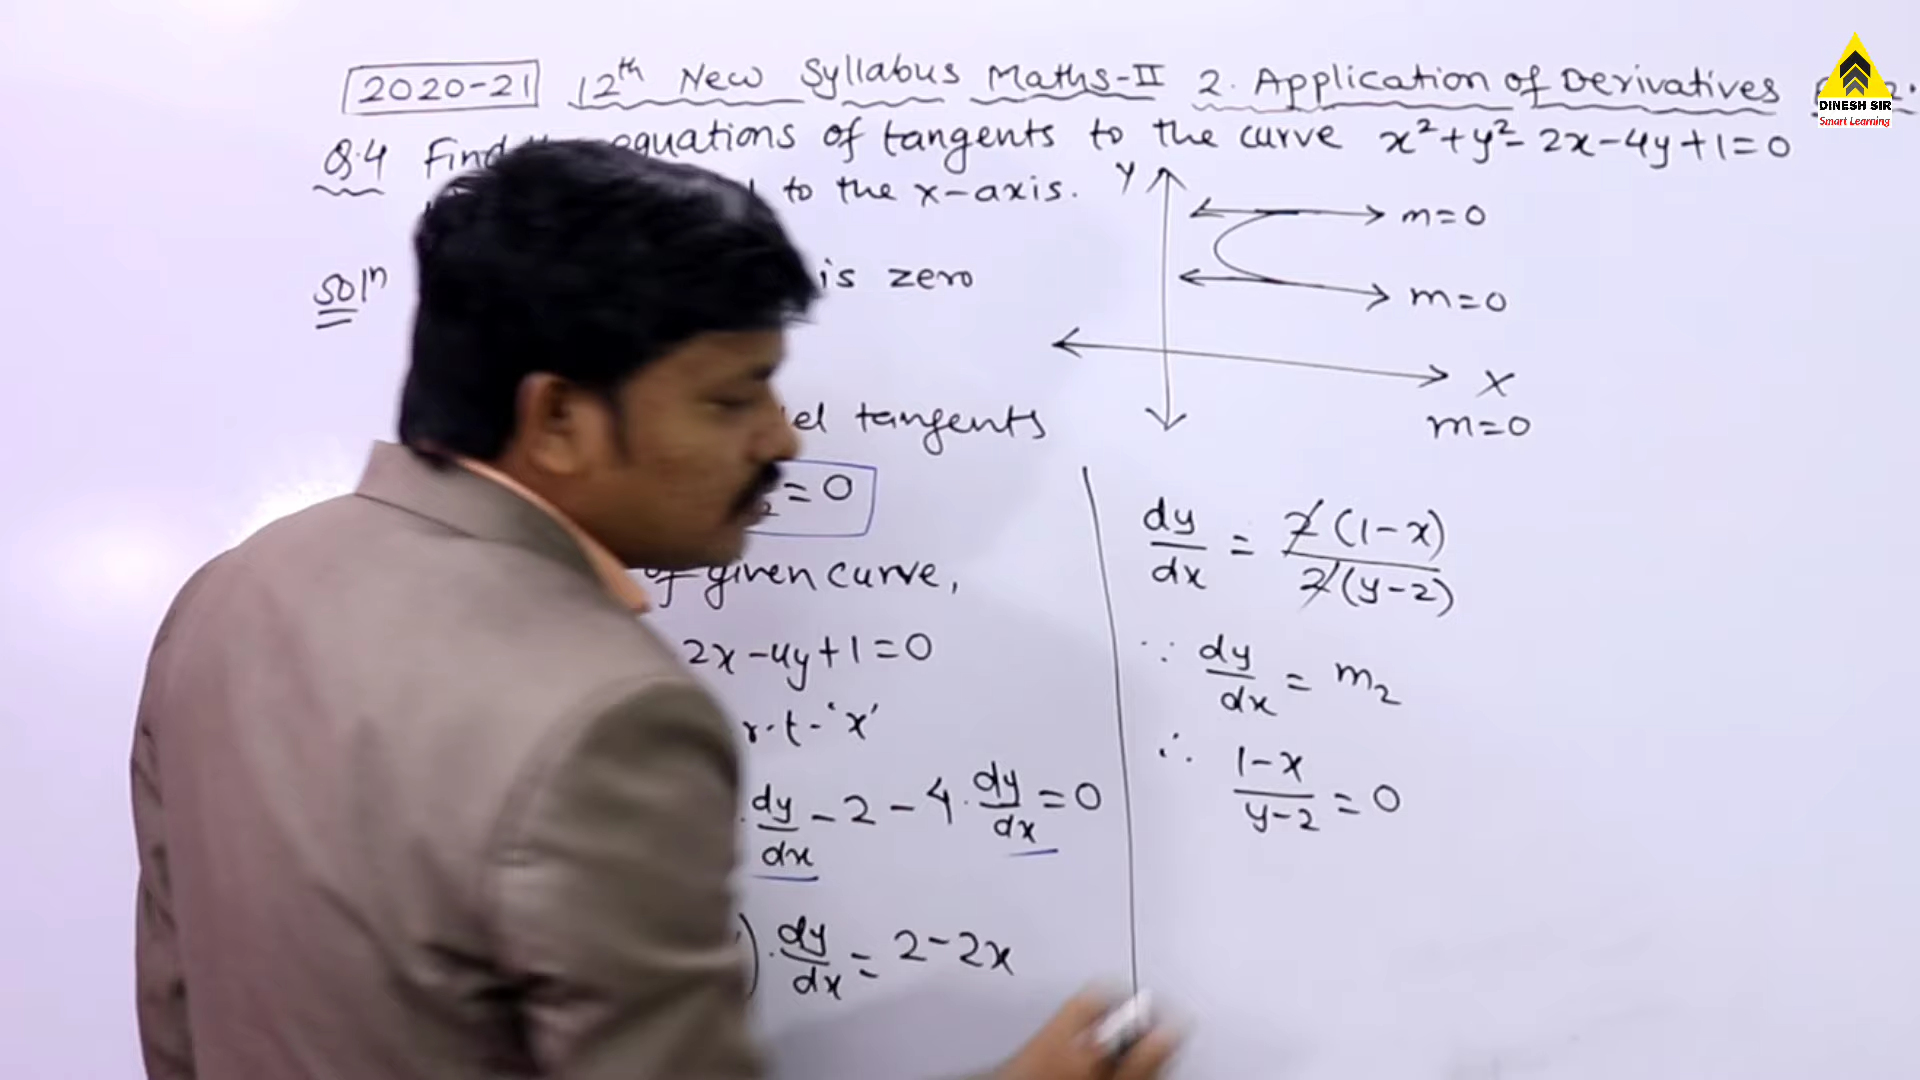 2020-21 12th New Syllabus Maths-II 2. Application of Derivatives
DINESH SIR
Smart Learning
Q.4 Find equations of tangents to the curve x²+y²-2x-4y+1=0
to the x-axis.
Y
m=0
m=0
X
m=0
Solⁿ is zero
tangents
₂=0
of given curve,
2x-4y+1=0
r.t.'x'
dy/dx - 2 - 4. dy/dx = 0
). dy/dx = 2-2x
dy/dx = 2(1-x)/2(y-2)
∵ dy/dx = m₂
∴ 1-x/y-2 = 0